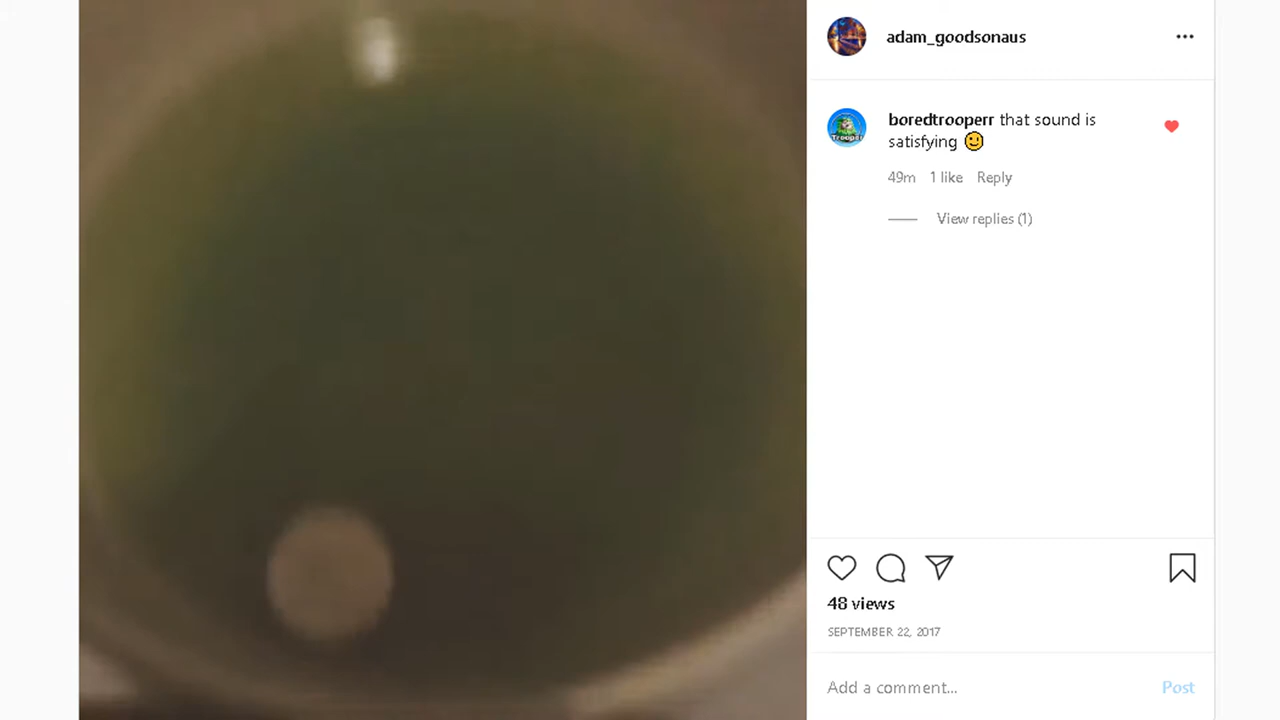 adam_goodsonaus
boredtrooperr that sound is
satisfying 🙂
49m 1 like Reply
View replies (1)
Trooper
48 views
SEPTEMBER 22, 2017
Add a comment... Post